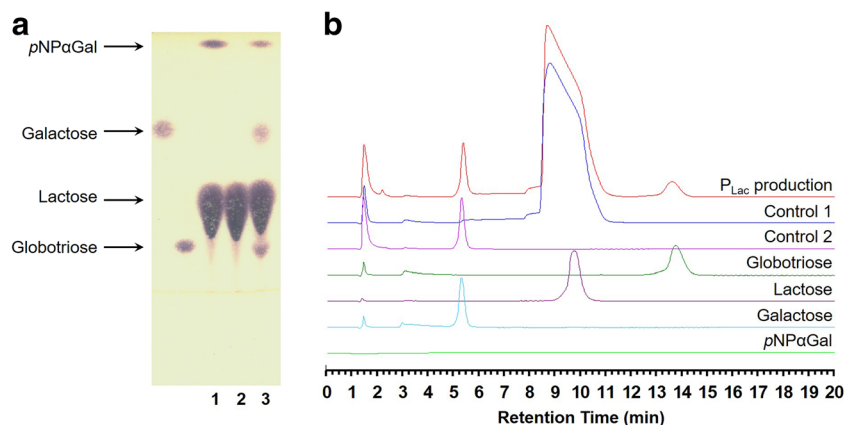 a
pNPαGal
Galactose
Lactose
Globotriose
1 2 3
b
PLac production
Control 1
Control 2
Globotriose
Lactose
Galactose
pNPαGal
0 1 2 3 4 5 6 7 8 9 10 11 12 13 14 15 16 17 18 19 20
Retention Time (min)